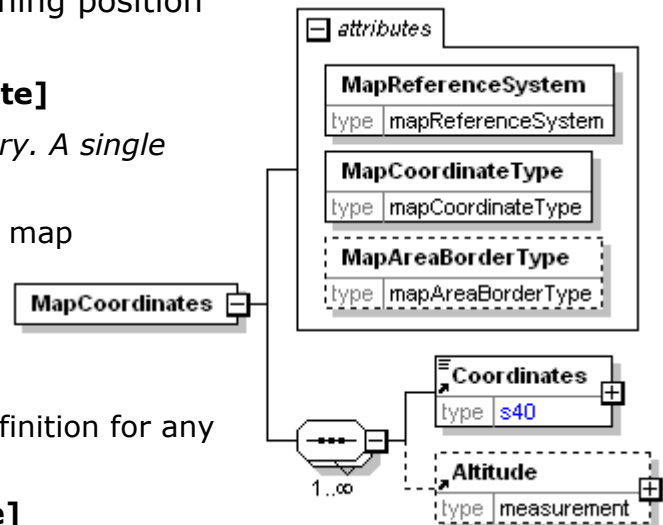 ning position
te]
ry. A single
map
finition for any
e]
attributes
MapReferenceSystem
type mapReferenceSystem
MapCoordinateType
type mapCoordinateType
MapAreaBorderType
type mapAreaBorderType
MapCoordinates
Coordinates
type s40
1..∞
Altitude
type measurement